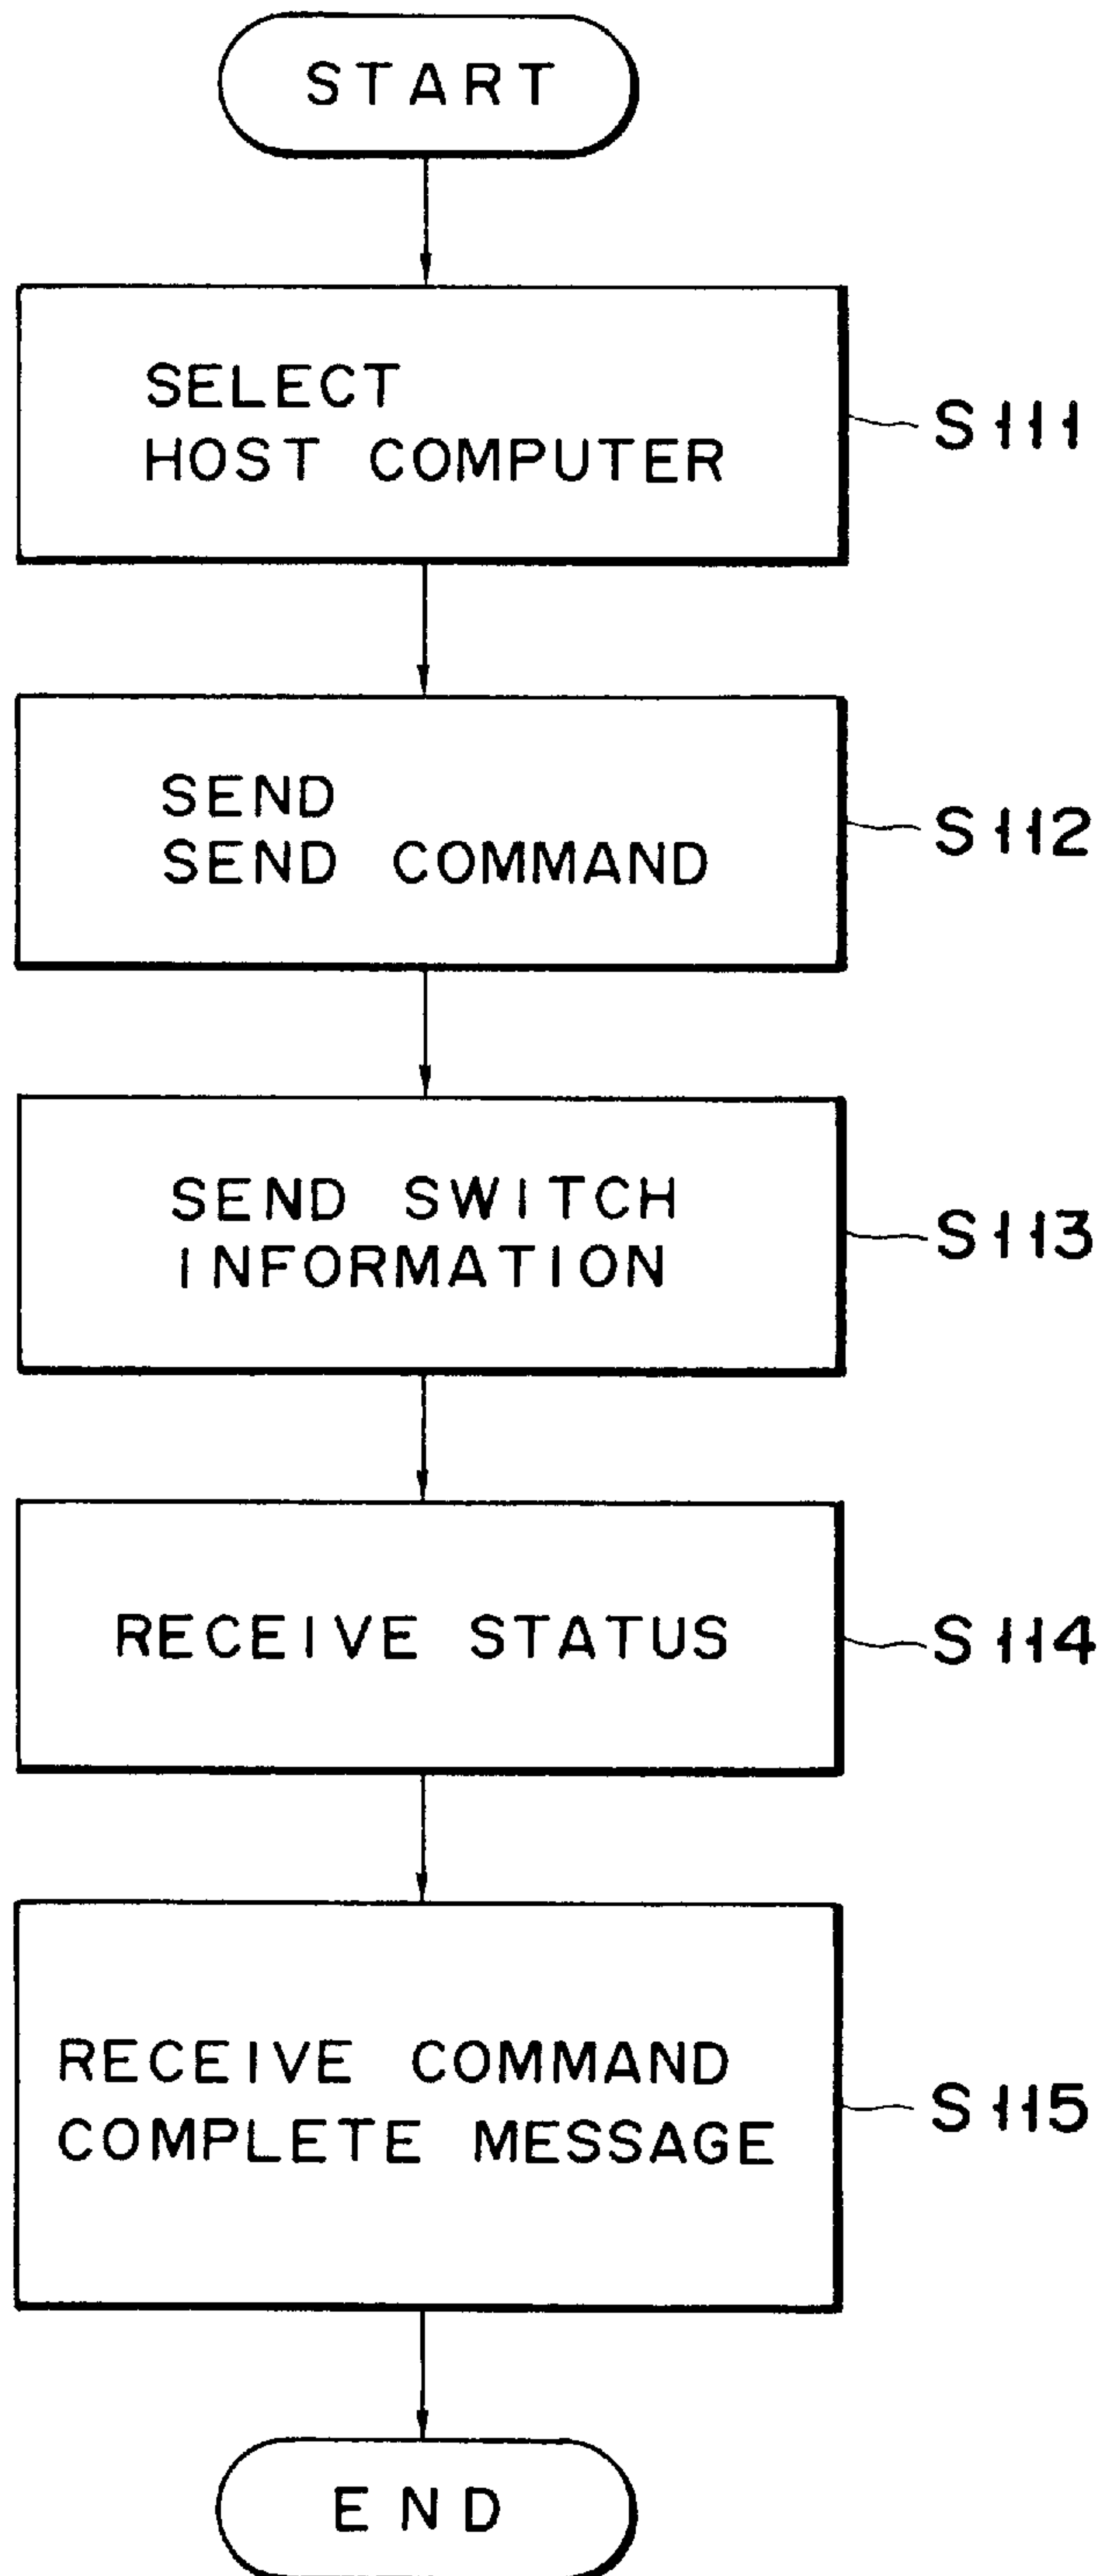 START
SELECT
HOST COMPUTER
S111
SEND
SEND COMMAND
S112
SEND SWITCH
INFORMATION
S113
RECEIVE STATUS
S114
RECEIVE COMMAND
COMPLETE MESSAGE
S115
END